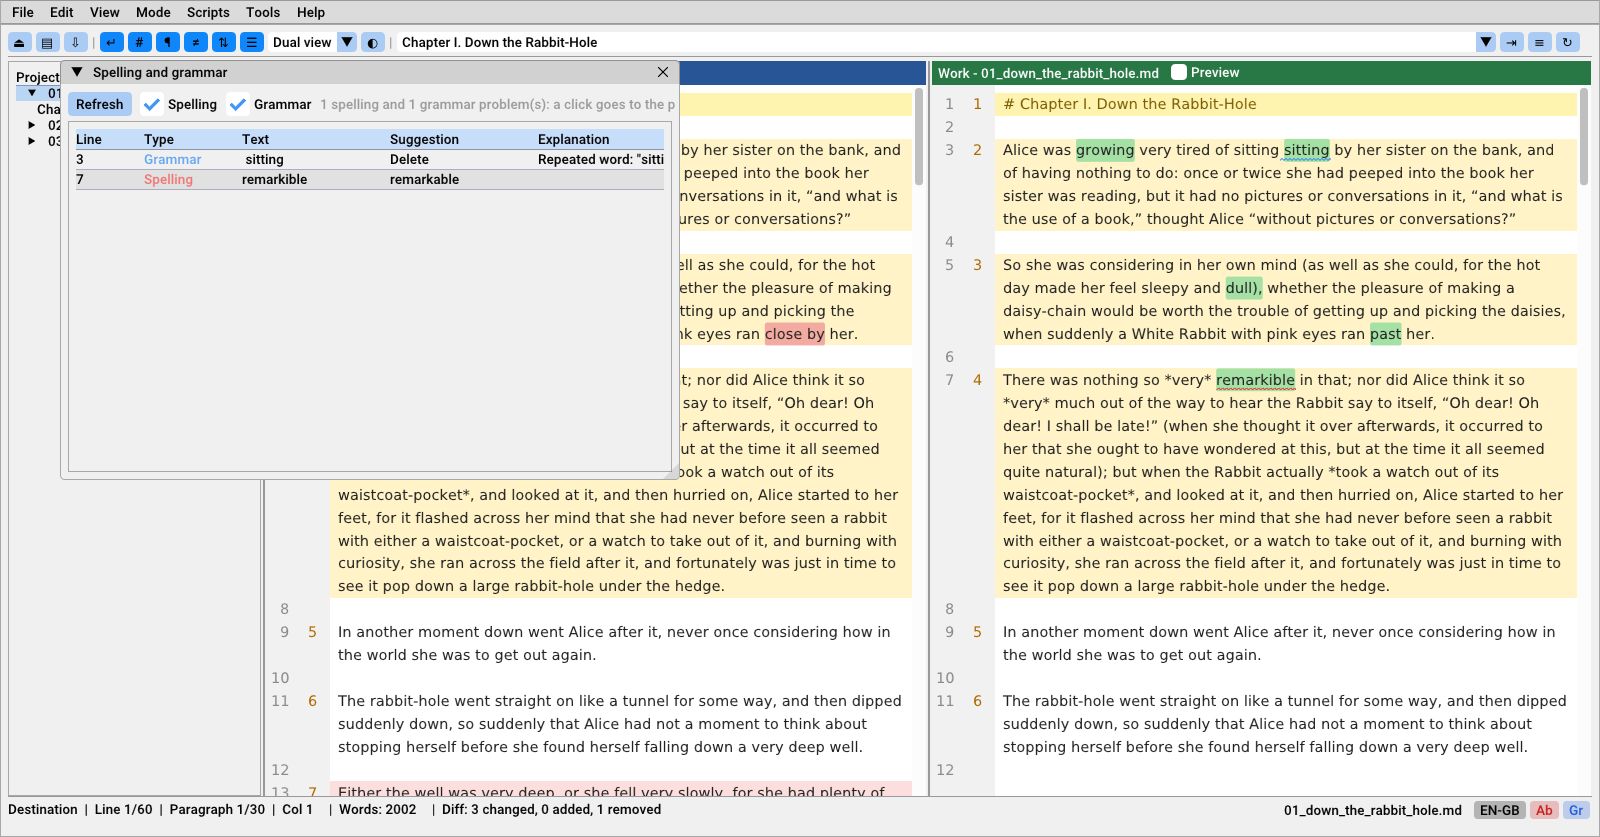 File Edit View Mode Scripts Tools Help
Dual view Chapter I. Down the Rabbit-Hole
Project
01
Cha
02
03
Spelling and grammar
Refresh Spelling Grammar 1 spelling and 1 grammar problem(s): a click goes to the p
Line Type Text Suggestion Explanation
3 Grammar sitting Delete Repeated word: "sitti
7 Spelling remarkible remarkable
by her sister on the bank, and
peeped into the book her
nversations in it, “and what is
ures or conversations?”
ell as she could, for the hot
ether the pleasure of making
tting up and picking the
nk eyes ran close by her.
t; nor did Alice think it so
say to itself, “Oh dear! Oh
r afterwards, it occurred to
ut at the time it all seemed
ook a watch out of its
waistcoat-pocket*, and looked at it, and then hurried on, Alice started to her
feet, for it flashed across her mind that she had never before seen a rabbit
with either a waistcoat-pocket, or a watch to take out of it, and burning with
curiosity, she ran across the field after it, and fortunately was just in time to
see it pop down a large rabbit-hole under the hedge.
8
9 5 In another moment down went Alice after it, never once considering how in
the world she was to get out again.
10
11 6 The rabbit-hole went straight on like a tunnel for some way, and then dipped
suddenly down, so suddenly that Alice had not a moment to think about
stopping herself before she found herself falling down a very deep well.
12
13 7 Either the well was very deep, or she fell very slowly, for she had plenty of
Work - 01_down_the_rabbit_hole.md Preview
1 1 # Chapter I. Down the Rabbit-Hole
2
3 2 Alice was growing very tired of sitting sitting by her sister on the bank, and
of having nothing to do: once or twice she had peeped into the book her
sister was reading, but it had no pictures or conversations in it, “and what is
the use of a book,” thought Alice “without pictures or conversations?”
4
5 3 So she was considering in her own mind (as well as she could, for the hot
day made her feel sleepy and dull), whether the pleasure of making a
daisy-chain would be worth the trouble of getting up and picking the daisies,
when suddenly a White Rabbit with pink eyes ran past her.
6
7 4 There was nothing so *very* remarkible in that; nor did Alice think it so
*very* much out of the way to hear the Rabbit say to itself, “Oh dear! Oh
dear! I shall be late!” (when she thought it over afterwards, it occurred to
her that she ought to have wondered at this, but at the time it all seemed
quite natural); but when the Rabbit actually *took a watch out of its
waistcoat-pocket*, and looked at it, and then hurried on, Alice started to her
feet, for it flashed across her mind that she had never before seen a rabbit
with either a waistcoat-pocket, or a watch to take out of it, and burning with
curiosity, she ran across the field after it, and fortunately was just in time to
see it pop down a large rabbit-hole under the hedge.
8
9 5 In another moment down went Alice after it, never once considering how in
the world she was to get out again.
10
11 6 The rabbit-hole went straight on like a tunnel for some way, and then dipped
suddenly down, so suddenly that Alice had not a moment to think about
stopping herself before she found herself falling down a very deep well.
12
Destination | Line 1/60 | Paragraph 1/30 | Col 1 | Words: 2002 | Diff: 3 changed, 0 added, 1 removed 01_down_the_rabbit_hole.md EN-GB Ab Gr